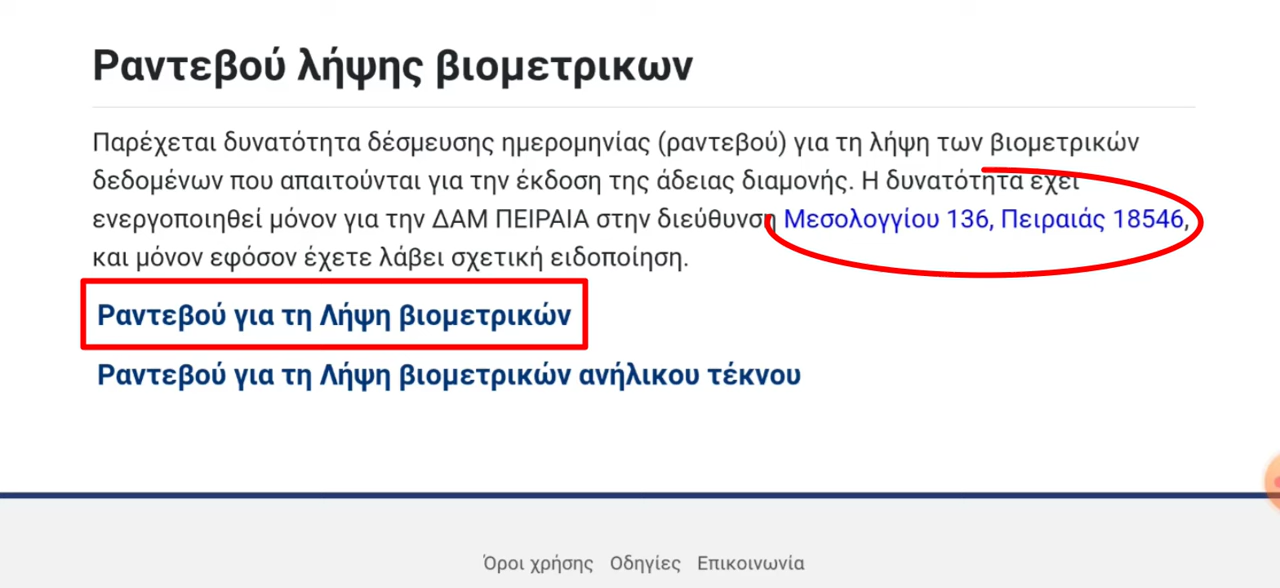 Ραντεβού λήψης βιομετρικων
Παρέχεται δυνατότητα δέσμευσης ημερομηνίας (ραντεβού) για τη λήψη των βιομετρικών
δεδομένων που απαιτούνται για την έκδοση της άδειας διαμονής. Η δυνατότητα έχει
ενεργοποιηθεί μόνον για την ΔΑΜ ΠΕΙΡΑΙΑ στην διεύθυνση Μεσολογγίου 136, Πειραιάς 18546,
και μόνον εφόσον έχετε λάβει σχετική ειδοποίηση.
Ραντεβού για τη Λήψη βιομετρικών
Ραντεβού για τη Λήψη βιομετρικών ανήλικου τέκνου
Όροι χρήσης Οδηγίες Επικοινωνία